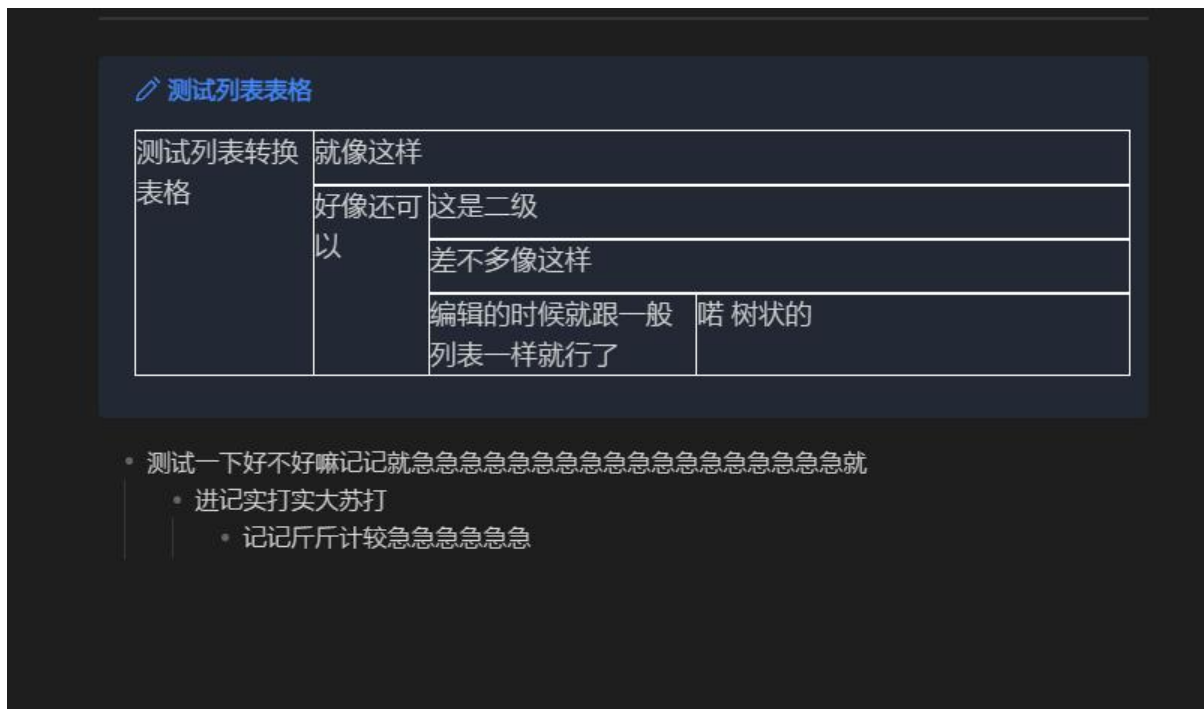 测试列表表格
测试列表转换
表格
就像这样
好像还可
以
这是二级
差不多像这样
编辑的时候就跟一般
列表一样就行了
喏 树状的
测试一下好不好嘛记记就急急急急急急急急急急急急急急急急急急就
进记实打实大苏打
记记斤斤计较急急急急急急